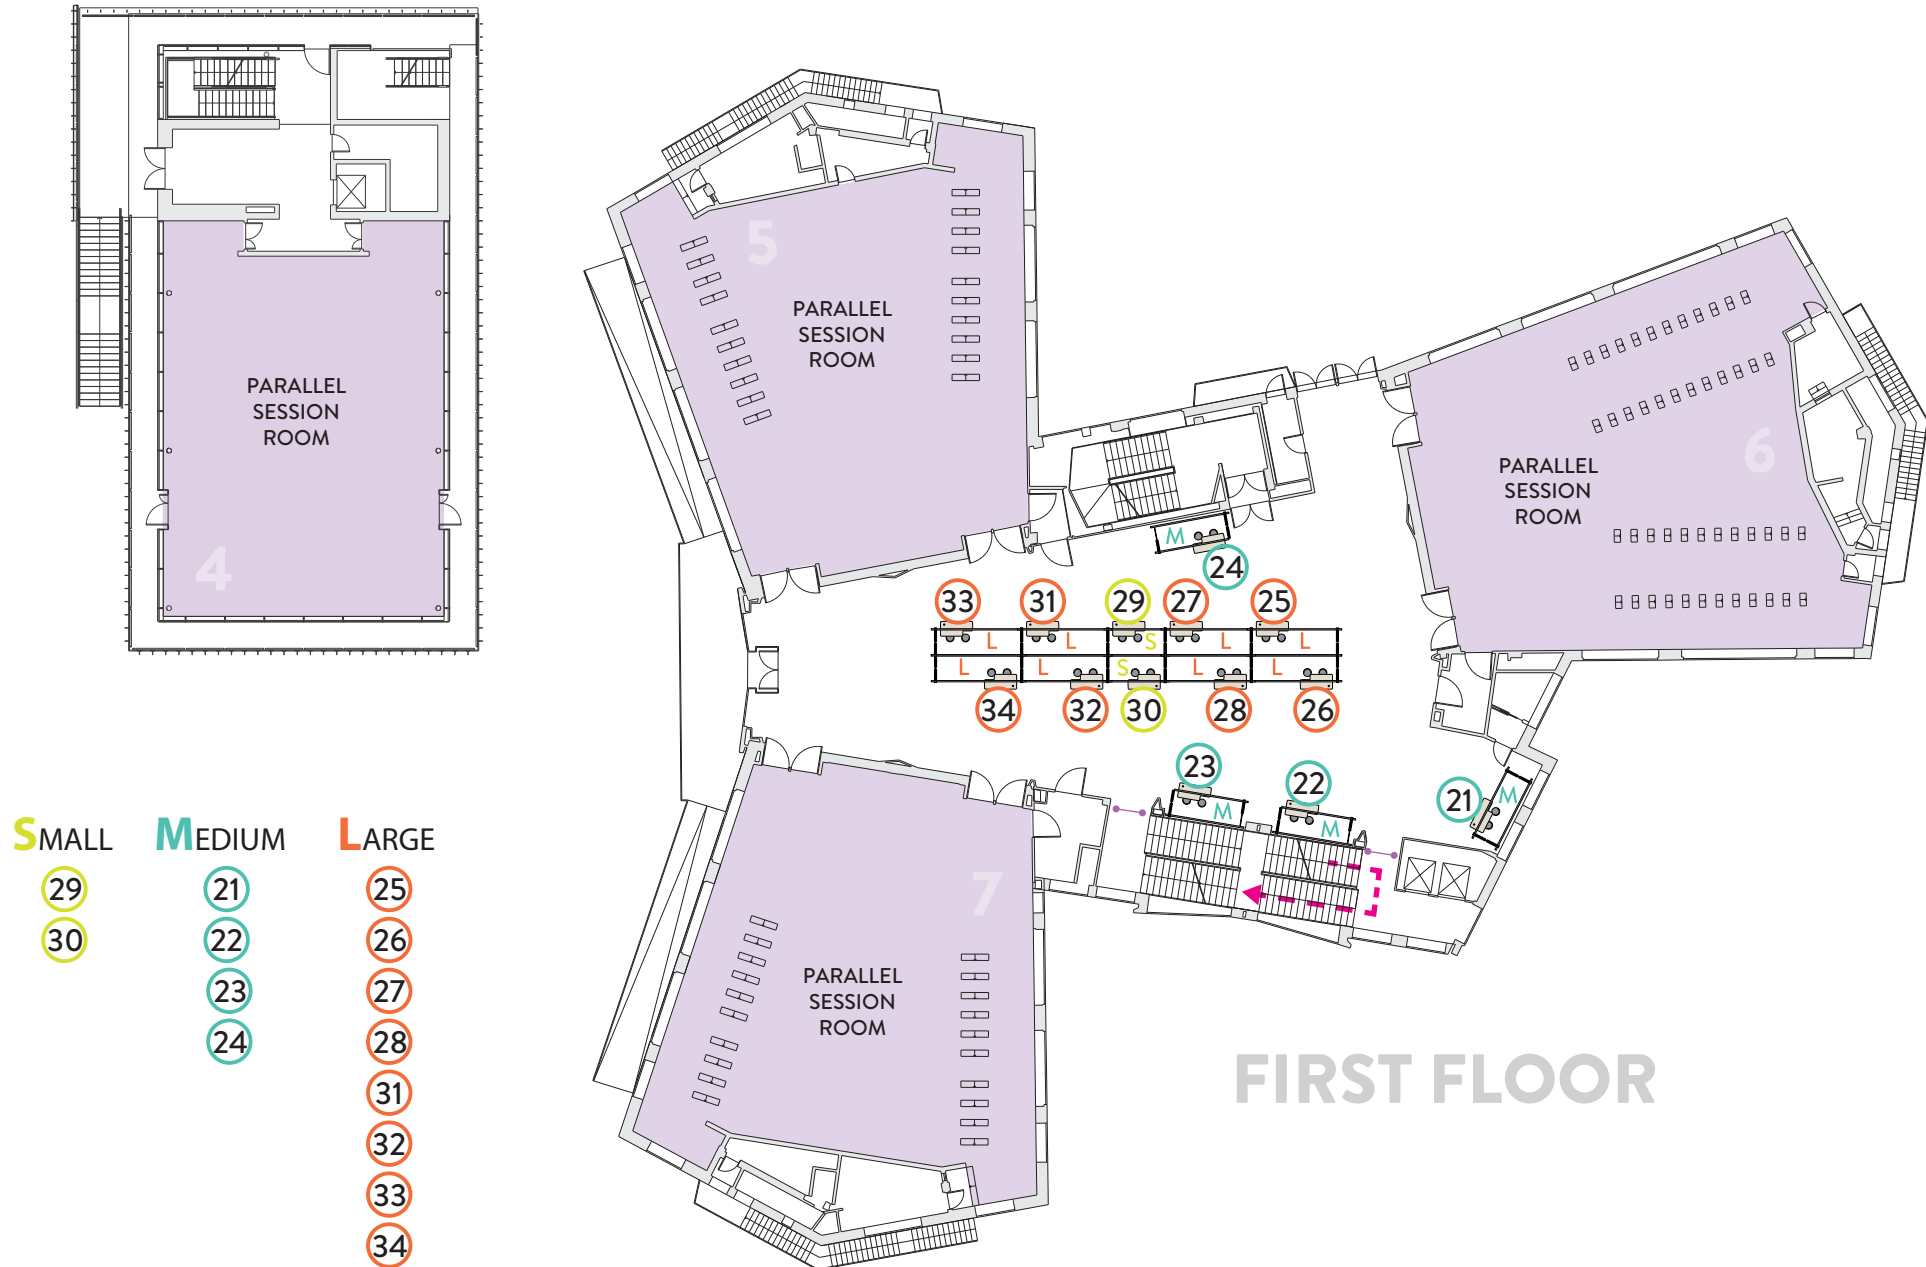 4
PARALLEL
SESSION
ROOM
5
PARALLEL
SESSION
ROOM
6
PARALLEL
SESSION
ROOM
7
PARALLEL
SESSION
ROOM
M
24
33
31
29
27
25
L
L
S
L
L
L
L
S
L
L
34
32
30
28
26
23
M
22
M
21
M
SMALL
29
30
MEDIUM
21
22
23
24
LARGE
25
26
27
28
31
32
33
34
FIRST FLOOR